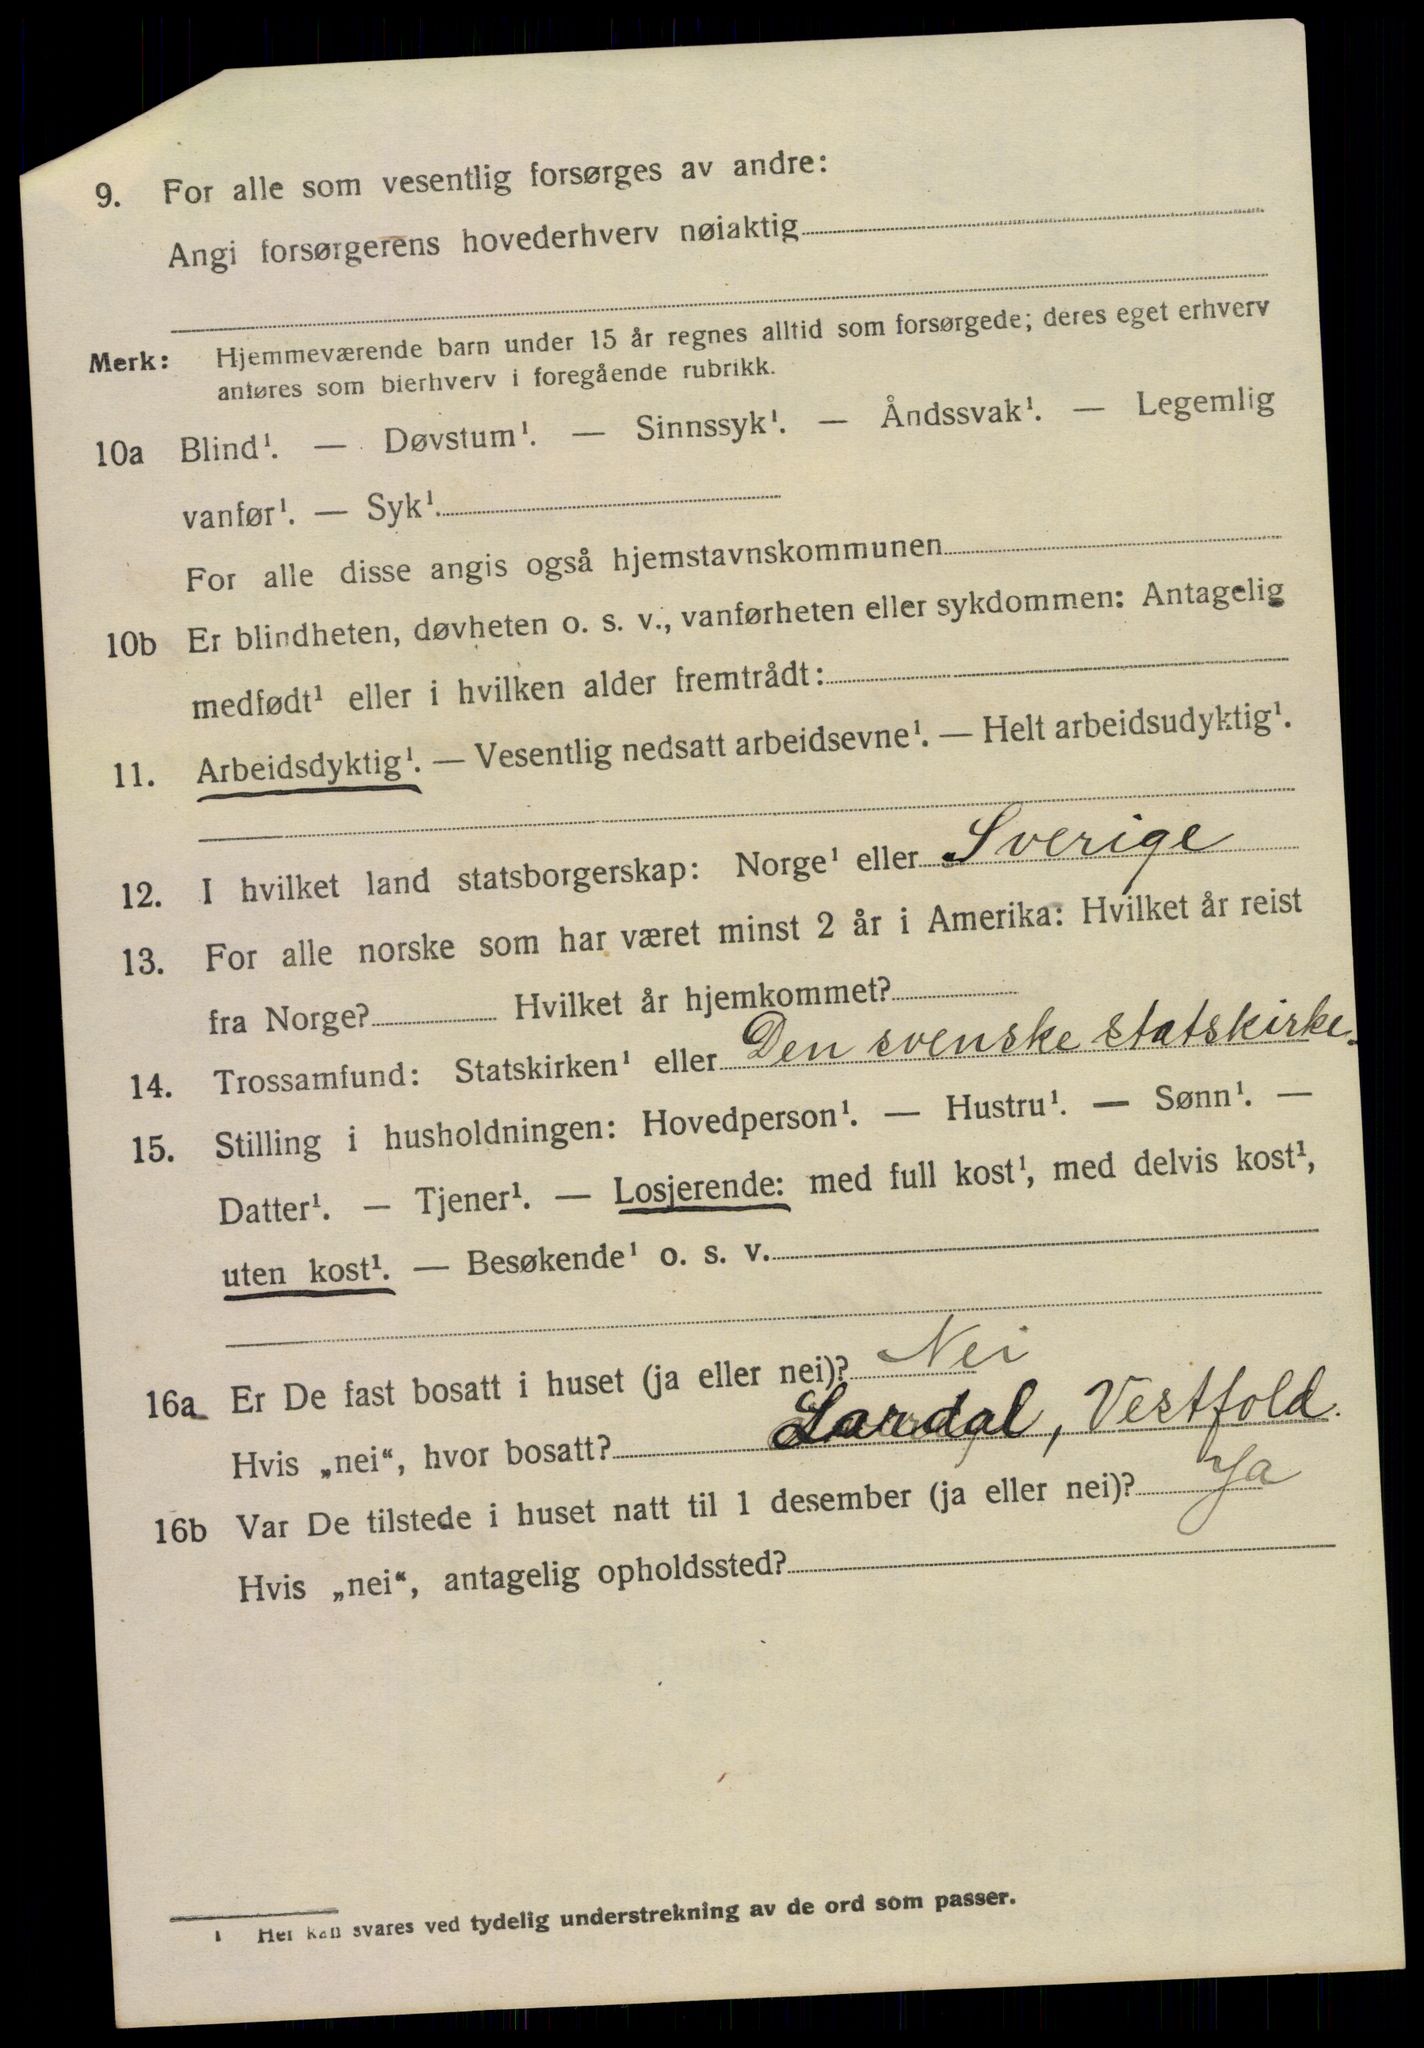 9. For alle som vesentlig forsørges av andre:
Angi forsørgerens hovederhverv nøiaktig
Merk: Hjemmeværende barn under 15 år regnes alltid som forsørgede; deres eget erhverv
anføres som bierhverv i foregående rubrikk.
10a Blind¹. — Døvstum¹. — Sinnssyk¹. — Åndssvak¹. — Legemlig
vanfør¹. — Syk¹.
For alle disse angis også hjemstavnskommunen
10b Er blindheten, døvheten o. s. v., vanførheten eller sykdommen: Antagelig
medfødt¹ eller i hvilken alder fremtrådt:
11. Arbeidsdyktig¹. — Vesentlig nedsatt arbeidsevne¹. — Helt arbeidsudyktig¹.
12. I hvilket land statsborgerskap: Norge¹ eller Sverige
13. For alle norske som har været minst 2 år i Amerika: Hvilket år reist
fra Norge? Hvilket år hjemkommet?
14. Trossamfund: Statskirken¹ eller Den svenske statskirke.
15. Stilling i husholdningen: Hovedperson¹. — Hustru¹. — Sønn¹. —
Datter¹. — Tjener¹. — Losjerende: med full kost¹, med delvis kost¹,
uten kost¹. — Besøkende¹ o. s. v.
16a Er De fast bosatt i huset (ja eller nei)? Nei
Hvis „nei“, hvor bosatt? Lardal, Vestfold.
16b Var De tilstede i huset natt til 1 desember (ja eller nei)? Ja
Hvis „nei“, antagelig opholdssted?
1 Her kan svares ved tydelig understrekning av de ord som passer.